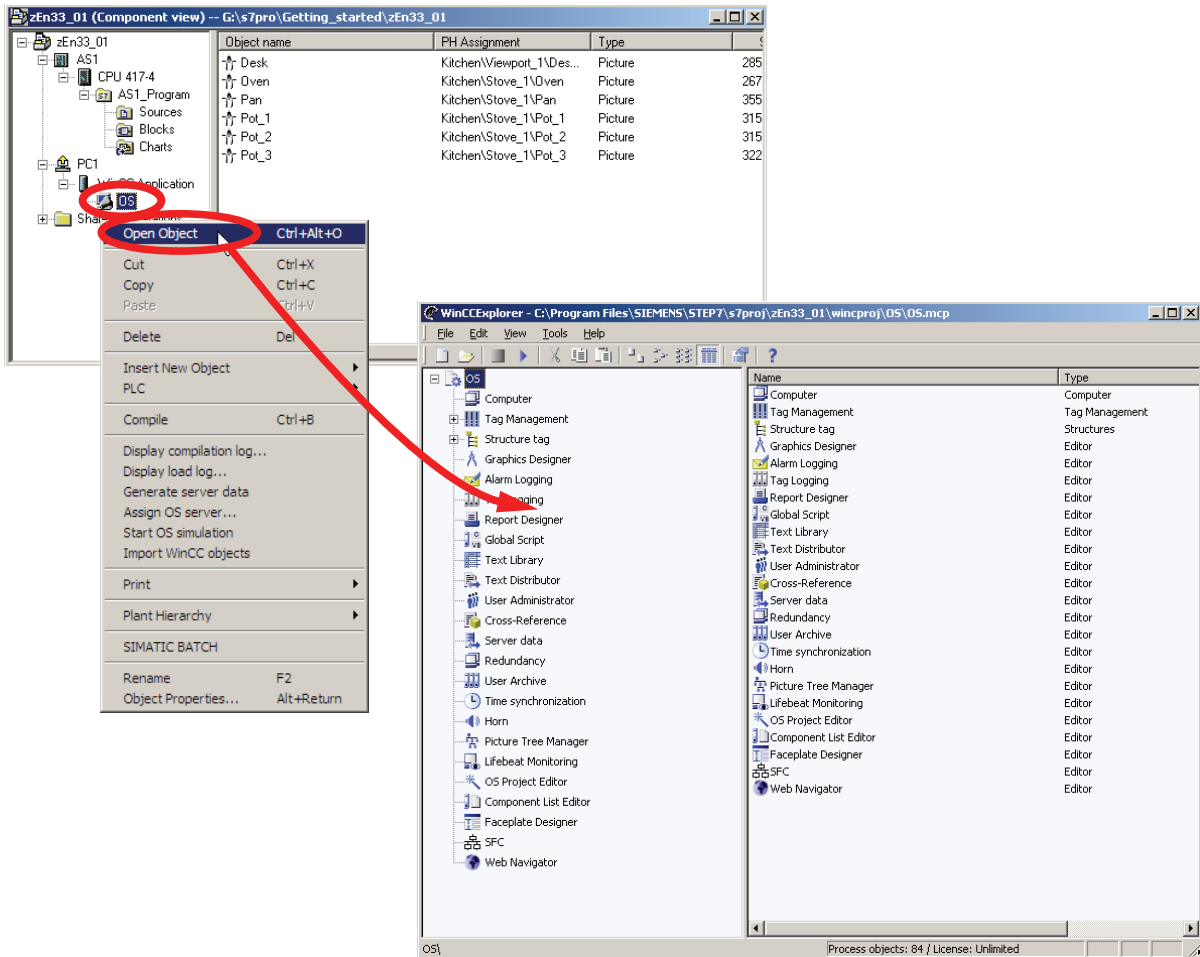 zEn33_01 (Component view) -- G:\s7pro\Getting_started\zEn33_01
zEn33_01
AS1
CPU 417-4
AS1_Program
Sources
Blocks
Charts
PC1
WinCC Application
OS
Object name PH Assignment Type
Desk Kitchen\Viewport_1\Des... Picture 285
Oven Kitchen\Stove_1\Oven Picture 267
Pan Kitchen\Stove_1\Pan Picture 355
Pot_1 Kitchen\Stove_1\Pot_1 Picture 315
Pot_2 Kitchen\Stove_1\Pot_2 Picture 315
Pot_3 Kitchen\Stove_1\Pot_3 Picture 322
Open Object Ctrl+Alt+O
Cut Ctrl+X
Copy Ctrl+C
Paste Ctrl+V
Delete Del
Insert New Object
PLC
Compile Ctrl+B
Display compilation log...
Display load log...
Generate server data
Assign OS server...
Start OS simulation
Import WinCC objects
Print
Plant Hierarchy
SIMATIC BATCH
Rename F2
Object Properties... Alt+Return
WinCCExplorer - C:\Program Files\SIEMENS\STEP7\s7proj\zEn33_01\wincproj\OS\OS.mcp
File Edit View Tools Help
OS
Computer
Tag Management
Structure tag
Graphics Designer
Alarm Logging
Tag Logging
Report Designer
Global Script
Text Library
Text Distributor
User Administrator
Cross-Reference
Server data
Redundancy
User Archive
Time synchronization
Horn
Picture Tree Manager
Lifebeat Monitoring
OS Project Editor
Component List Editor
Faceplate Designer
SFC
Web Navigator
Name Type
Computer Computer
Tag Management Tag Management
Structure tag Structures
Graphics Designer Editor
Alarm Logging Editor
Tag Logging Editor
Report Designer Editor
Global Script Editor
Text Library Editor
Text Distributor Editor
User Administrator Editor
Cross-Reference Editor
Server data Editor
Redundancy Editor
User Archive Editor
Time synchronization Editor
Horn Editor
Picture Tree Manager Editor
Lifebeat Monitoring Editor
OS Project Editor Editor
Component List Editor Editor
Faceplate Designer Editor
SFC Editor
Web Navigator Editor
OS\ Process objects: 84 / License: Unlimited